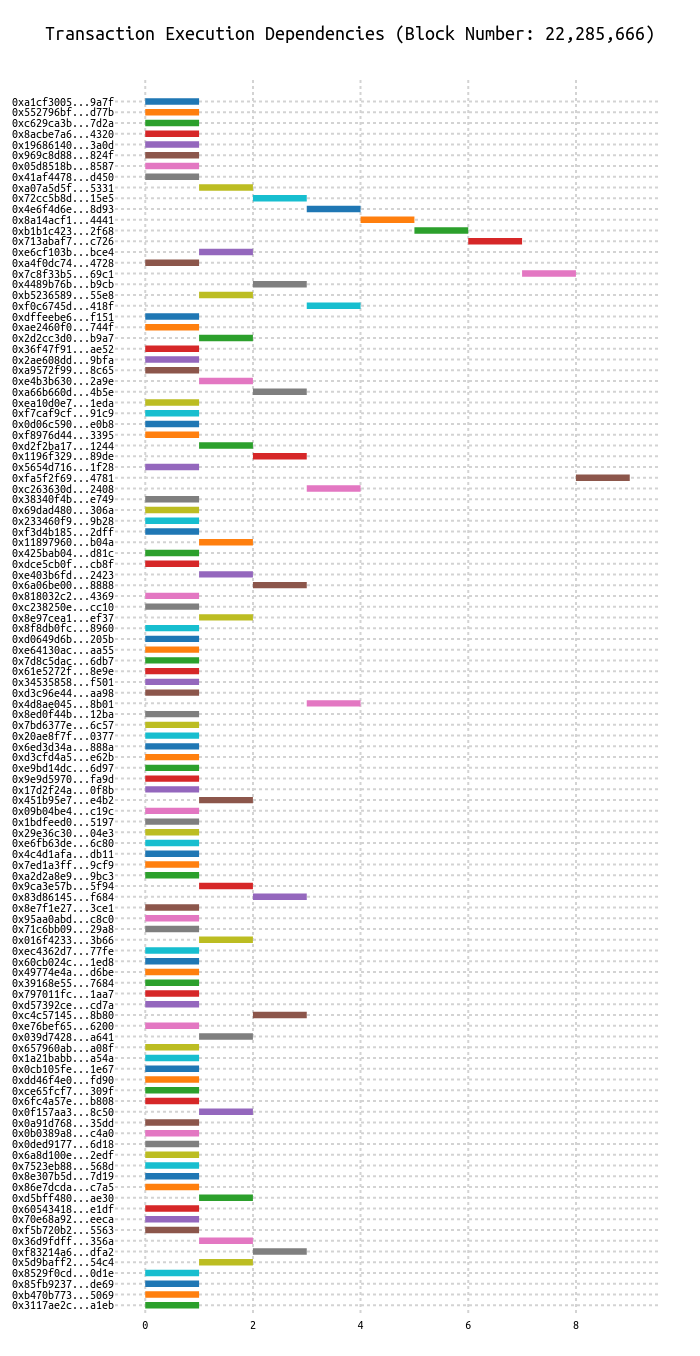 Transaction Execution Dependencies (Block Number: 22,285,666)
0xa1cf3005...9a7f
0x552796bf...d77b
0xc629ca3b...7d2a
0x8acbe7a6...4320
0x19686140...3a0d
0x969c8d88...824f
0x05d8518b...8587
0x41af4478...d450
0xa07a5d5f...5331
0x72cc5b8d...15e5
0x4e6f4d6e...8d93
0x8a14acf1...4441
0xb1b1c423...2f68
0x713abaf7...c726
0xe6cf103b...bce4
0xa4f0dc74...4728
0x7c8f33b5...69c1
0x4489b76b...b9cb
0xb5236589...55e8
0xf0c6745d...418f
0xdffeebe6...f151
0xae2460f0...744f
0x2d2cc3d0...b9a7
0x36f47f91...ae52
0x2ae608dd...9bfa
0xa9572f99...8c65
0xe4b3b630...2a9e
0xa66b660d...4b5e
0xea10d0e7...1eda
0xf7caf9cf...91c9
0x0d06c590...e0b8
0xf8976d44...3395
0xd2f2ba17...1244
0x1196f329...89de
0x5654d716...1f28
0xfa5f2f69...4781
0xc263630d...2408
0x38340f4b...e749
0x69dad480...306a
0x233460f9...9b28
0xf3d4b185...2dff
0x11897960...b04a
0x425bab04...d81c
0xdce5cb0f...cb8f
0xe403b6fd...2423
0x6a06be00...8888
0x818032c2...4369
0xc238250e...cc10
0x8e97cea1...ef37
0x8f8db0fc...8960
0xd0649d6b...205b
0xe64130ac...aa55
0x7d8c5dac...6db7
0x61e5272f...8e9e
0x34535858...f501
0xd3c96e44...aa98
0x4d8ae045...8b01
0x8ed0f44b...12ba
0x7bd6377e...6c57
0x20ae8f7f...0377
0x6ed3d34a...888a
0xd3cfd4a5...e62b
0xe9bd14dc...6d97
0x9e9d5970...fa9d
0x17d2f24a...0f8b
0x451b95e7...e4b2
0x09b04be4...c19c
0x1bdfeed0...5197
0x29e36c30...04e3
0xe6fb63de...6c80
0x4c4d1afa...db11
0x7ed1a3ff...9cf9
0xa2d2a8e9...9bc3
0x9ca3e57b...5f94
0x83d86145...f684
0x8e7f1e27...3ce1
0x95aa0abd...c8c0
0x71c6bb09...29a8
0x016f4233...3b66
0xec4362d7...77fe
0x60cb024c...1ed8
0x49774e4a...d6be
0x39168e55...7684
0x797011fc...1aa7
0xd57392ce...cd7a
0xc4c57145...8b80
0xe76bef65...6200
0x039d7428...a641
0x657960ab...a08f
0x1a21babb...a54a
0x0cb105fe...1e67
0xdd46f4e0...fd90
0xce65fcf7...309f
0x6fc4a57e...b808
0x0f157aa3...8c50
0x0a91d768...35dd
0x0b0389a8...c4a0
0x0ded9177...6d18
0x6a8d100e...2edf
0x7523eb88...568d
0x8e307b5d...7d19
0x86e7dcda...c7a5
0xd5bff480...ae30
0x60543418...e1df
0x70e68a92...eeca
0xf5b720b2...5563
0x36d9fdff...356a
0xf83214a6...dfa2
0x5d9baff2...54c4
0x8529f0cd...0d1e
0x85fb9237...de69
0xb470b773...5069
0x3117ae2c...a1eb
0 2 4 6 8